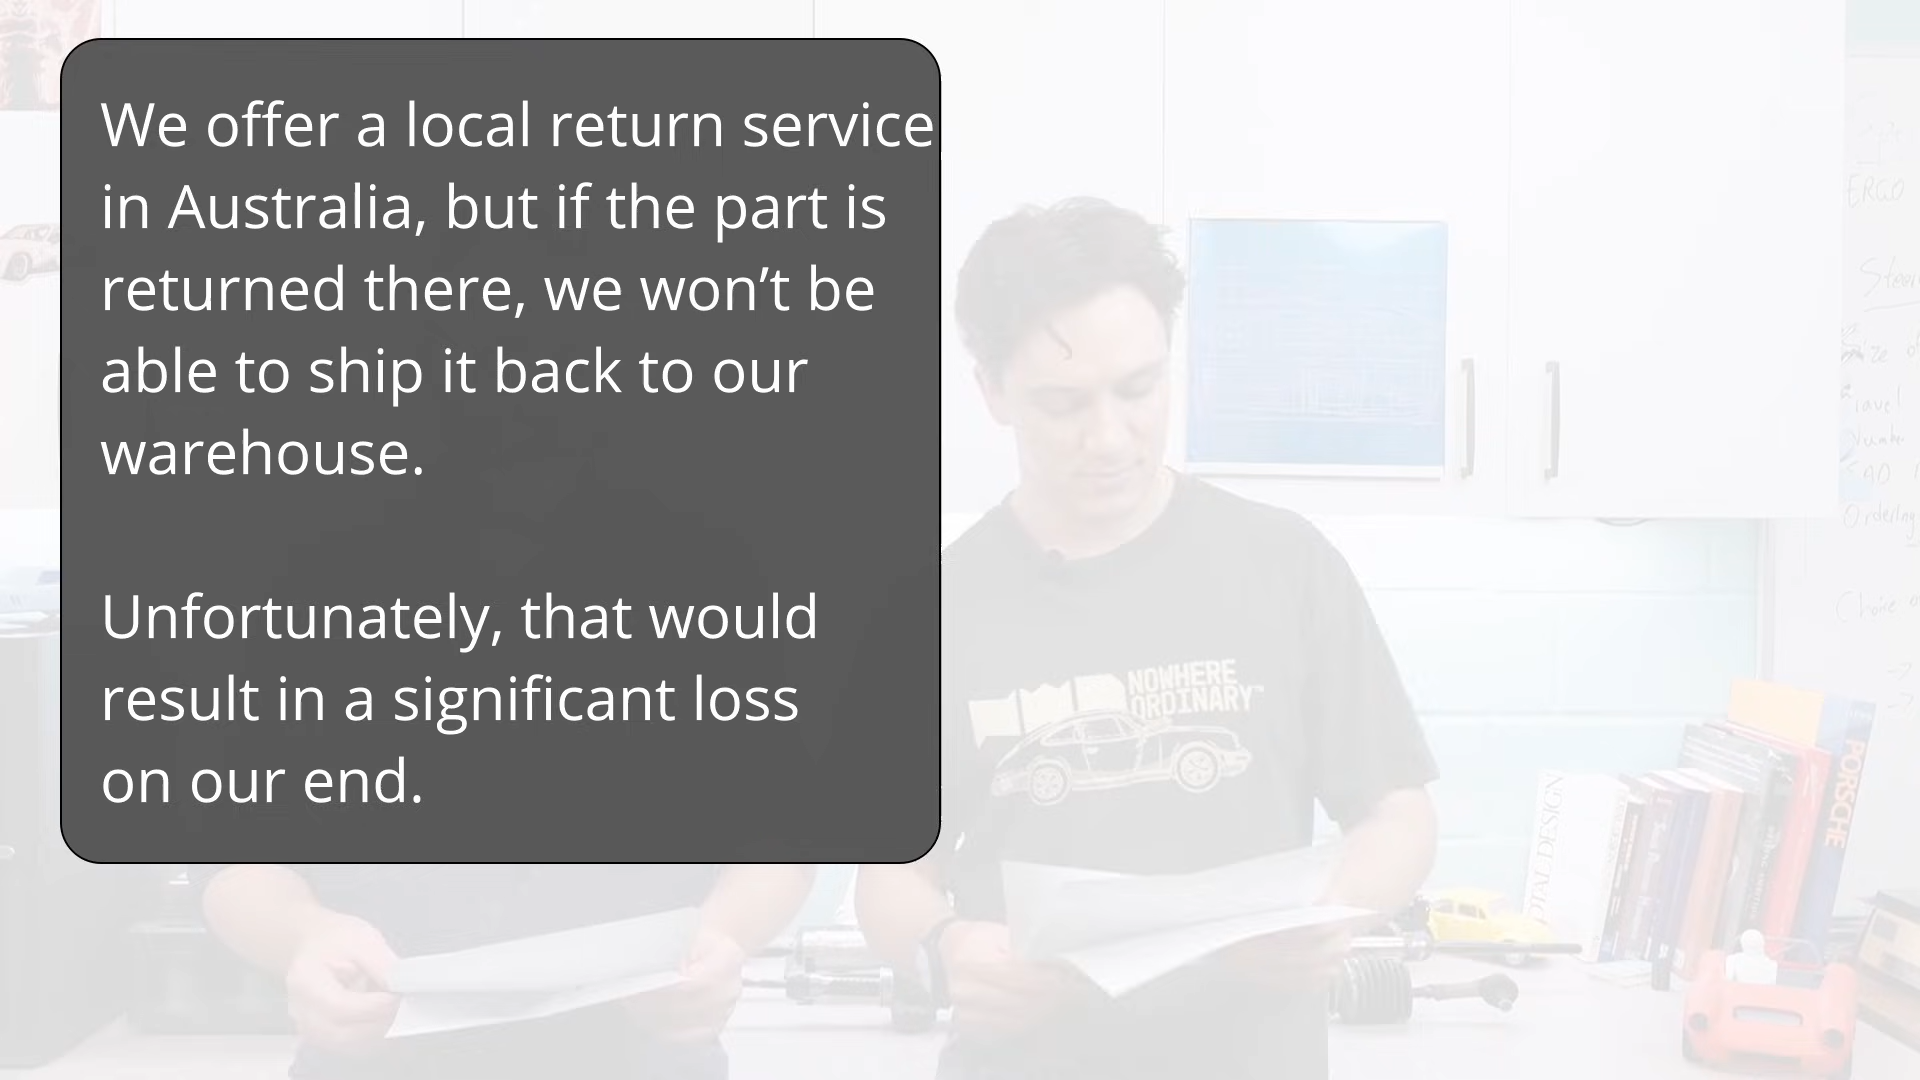 We offer a local return service
in Australia, but if the part is
returned there, we won’t be
able to ship it back to our
warehouse.
Unfortunately, that would
result in a significant loss
on our end.
ERGO
NOWHERE
ORDINARY
PORSCHE